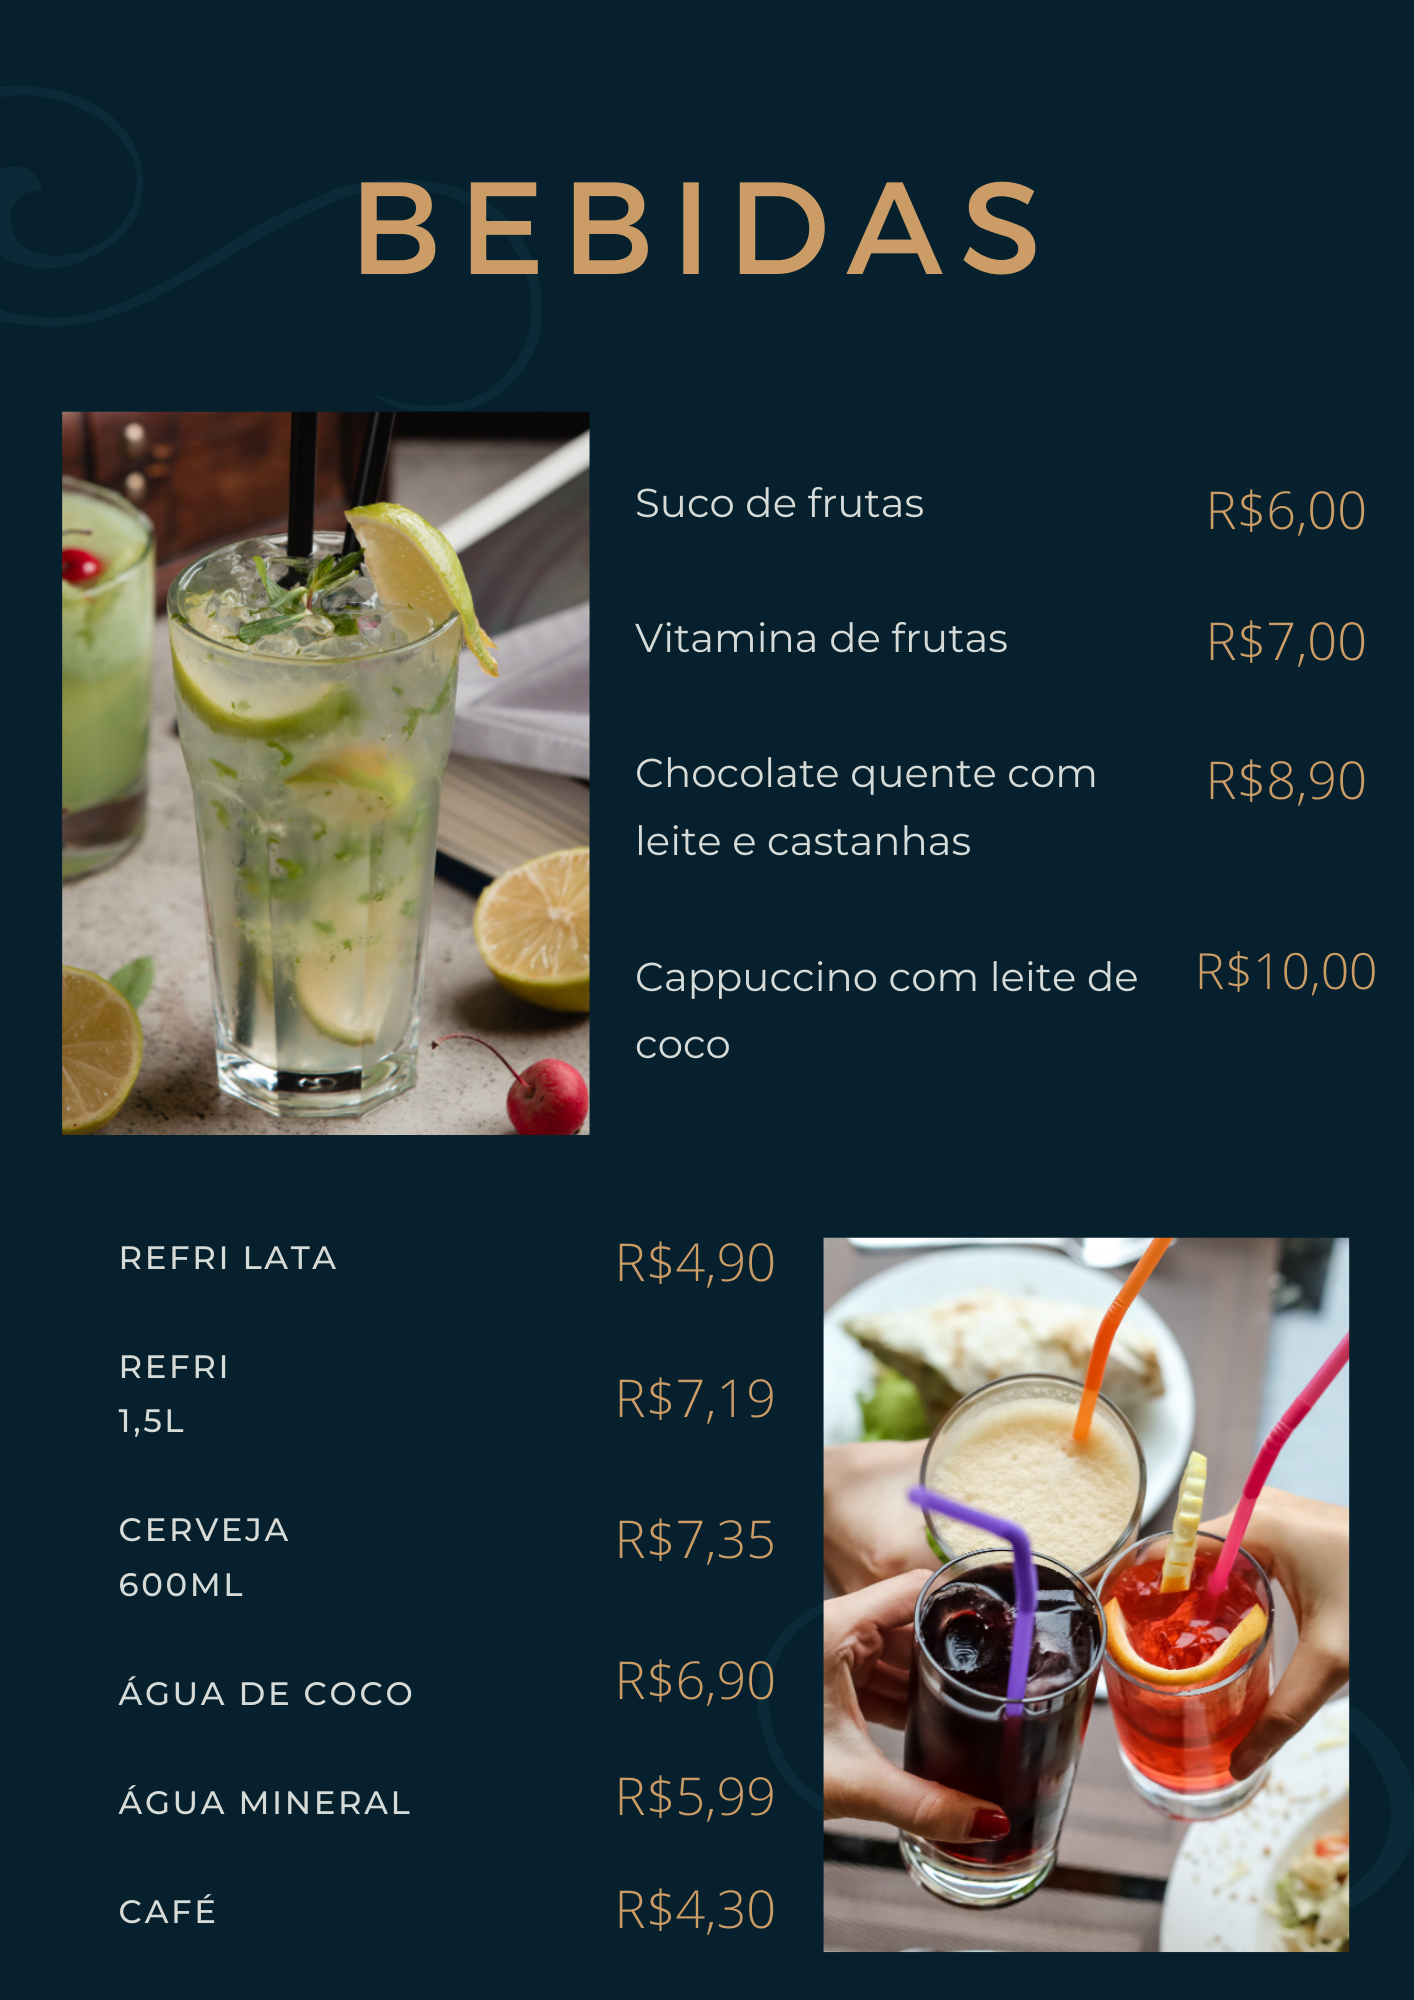 BEBIDAS
Suco de frutas R$6,00
Vitamina de frutas R$7,00
Chocolate quente com R$8,90
leite e castanhas
Cappuccino com leite de R$10,00
coco
REFRI LATA R$4,90
REFRI
1,5L R$7,19
CERVEJA R$7,35
600ML
ÁGUA DE COCO R$6,90
ÁGUA MINERAL R$5,99
CAFÉ R$4,30